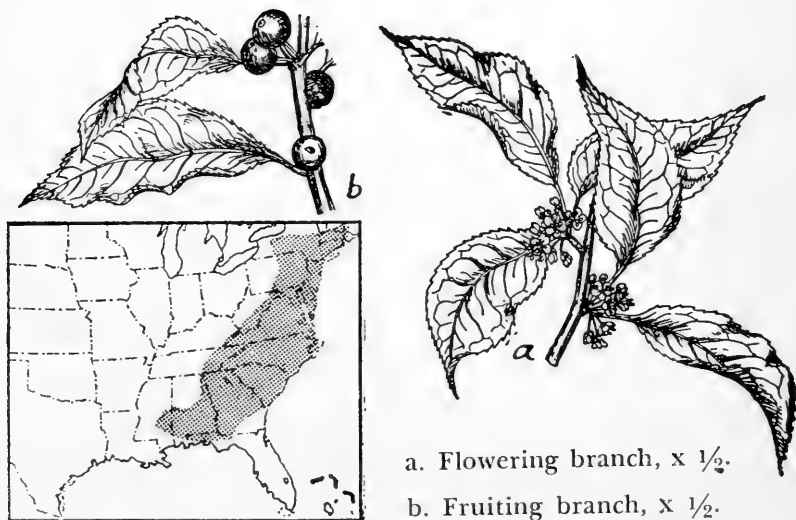 b
a
a. Flowering branch, x ½.
b. Fruiting branch, x ½.